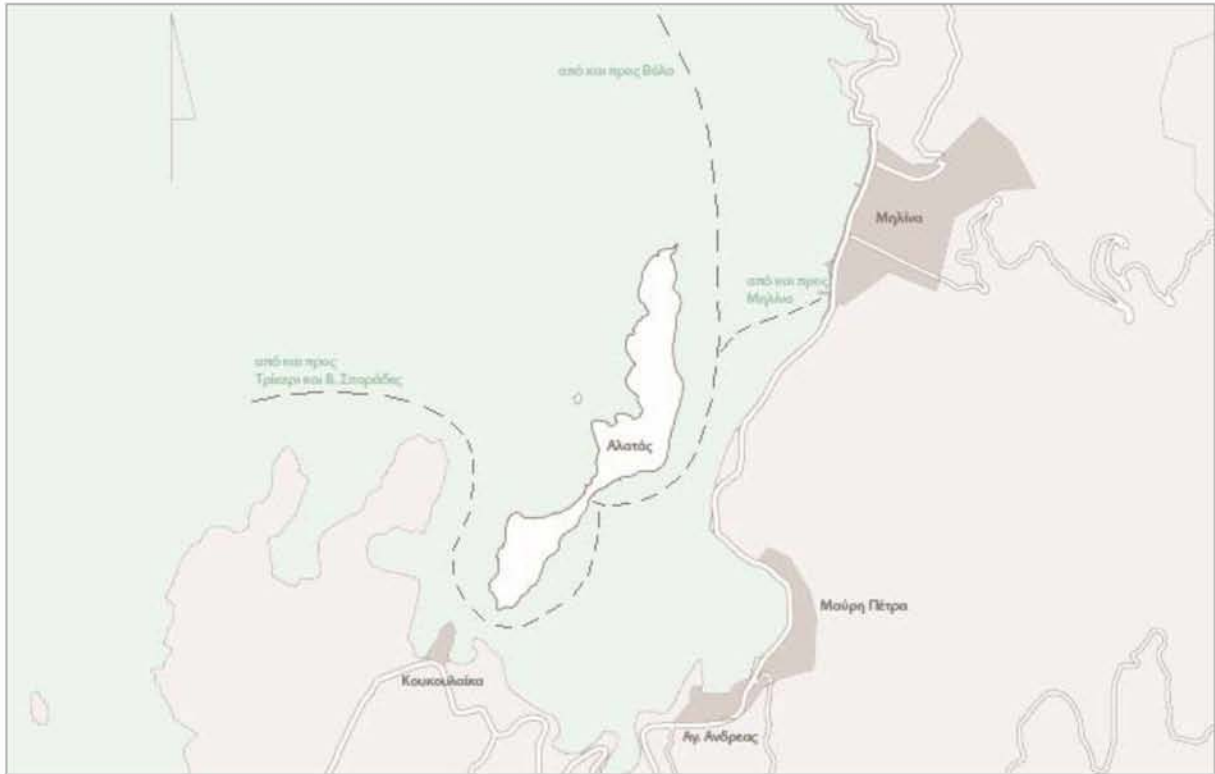 από και προς Βόλο
Μηλίνα
από και προς
Μηλίνα
από και προς
Τρίκερι και Β. Σποράδες
Αλατάς
Μαύρη Πέτρα
Κουκουλαίκα
Αγ. Ανδρεας